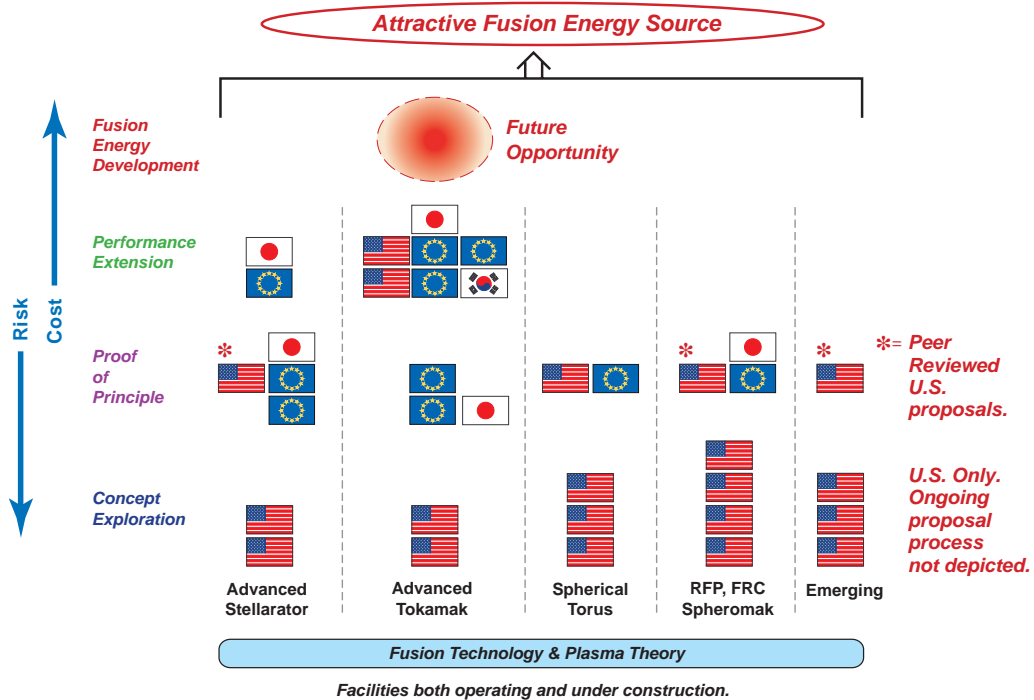 Attractive Fusion Energy Source
Fusion
Energy
Development
Future
Opportunity
Performance
Extension
Risk
Cost
Proof
of
Principle
*
*
*
*= Peer
Reviewed
U.S.
proposals.
Concept
Exploration
U.S. Only.
Ongoing
proposal
process
not depicted.
Advanced
Stellarator
Advanced
Tokamak
Spherical
Torus
RFP, FRC
Spheromak
Emerging
Fusion Technology & Plasma Theory
Facilities both operating and under construction.